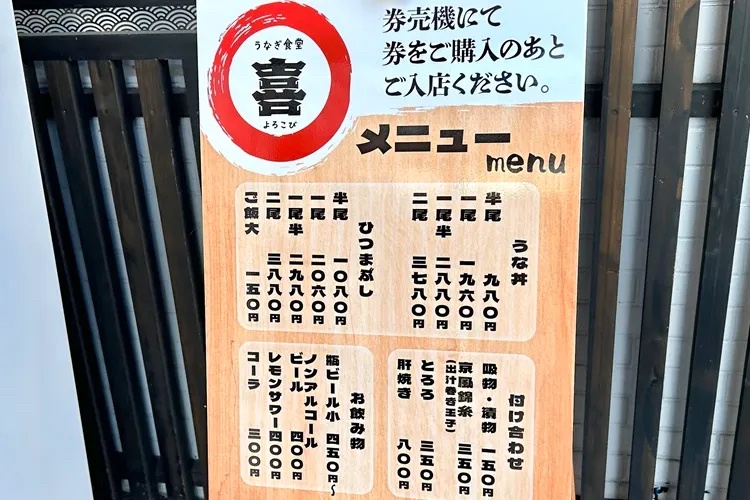 うなぎ食堂
喜
よろこび
券売機にて
券をご購入のあと
ご入店ください。
メニュー
menu
うな丼
半尾 九八〇円
一尾 一九六〇円
一尾半 二八八〇円
二尾 三七八〇円
ひつまぶし
半尾 一〇八〇円
一尾 二〇六〇円
一尾半 二九八〇円
二尾 三八八〇円
ご飯大 一五〇円
付け合わせ
吸物・漬物 一五〇円
京風錦糸 三五〇円
(出汁巻き玉子)
とろろ 三五〇円
肝焼き 八〇〇円
お飲み物
瓶ビール小 四五〇円〜
ノンアルコール
ビール 四〇〇円
レモンサワー 四〇〇円
コーラ 三〇〇円